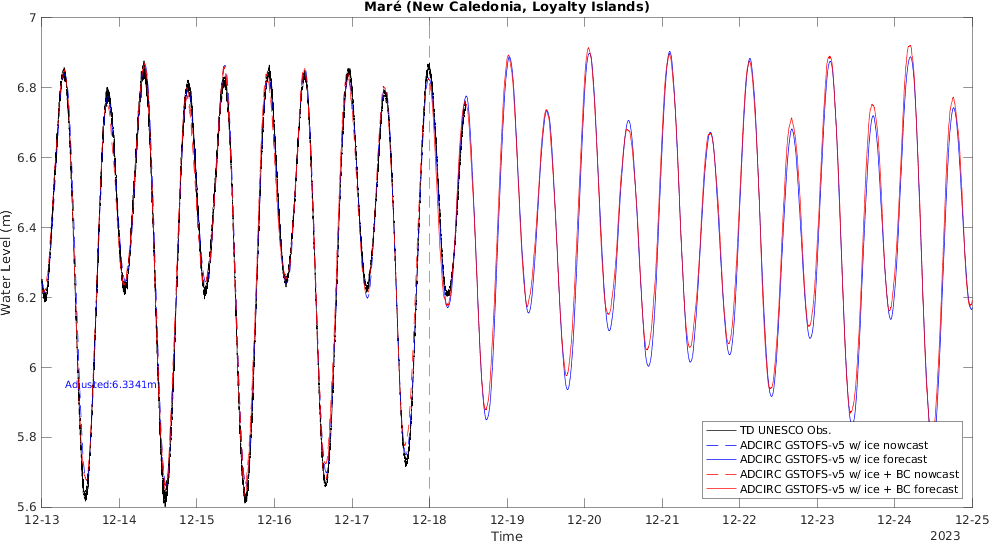 Maré (New Caledonia, Loyalty Islands)
7
6.8
6.6
6.4
6.2
6
5.8
5.6
Water Level (m)
Adjusted:6.3341m
TD UNESCO Obs.
ADCIRC GSTOFS-v5 w/ ice nowcast
ADCIRC GSTOFS-v5 w/ ice forecast
ADCIRC GSTOFS-v5 w/ ice + BC nowcast
ADCIRC GSTOFS-v5 w/ ice + BC forecast
12-13 12-14 12-15 12-16 12-17 12-18 12-19 12-20 12-21 12-22 12-23 12-24 12-25
Time
2023